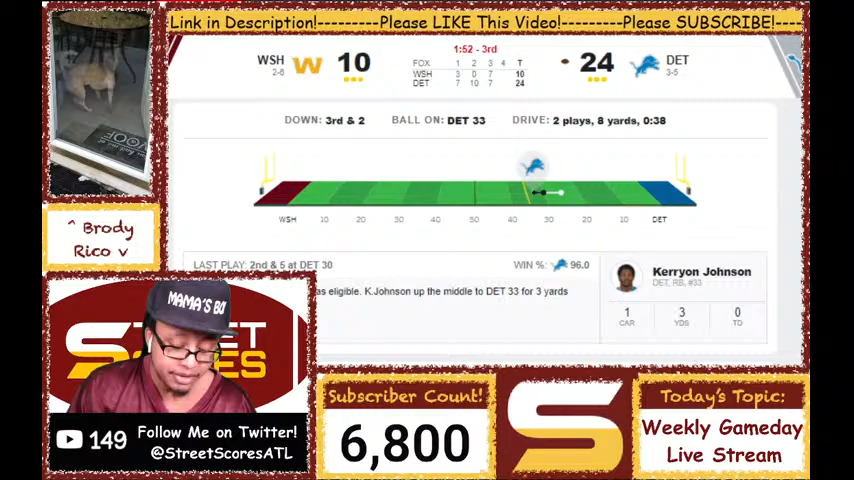 Link in Description!---------Please LIKE This Video!---------Please SUBSCRIBE!----
1:52 - 3rd
WSH
2-6
W
10
FOX 1 2 3 4 T
WSH 3 0 7 10
DET 7 10 7 24
24
DET
3-5
DOWN: 3rd & 2
BALL ON: DET 33
DRIVE: 2 plays, 8 yards, 0:38
WSH 10 20 30 40 50 40 30 20 10 DET
LAST PLAY: 2nd & 5 at DET 30
WIN %: 96.0
as eligible. K.Johnson up the middle to DET 33 for 3 yards
Kerryon Johnson
DET, RB, #33
1 3 0
CAR YDS TD
WOOF
^ Brody
Rico v
MAMA'S BOY
149
Follow Me on Twitter!
@StreetScoresATL
Subscriber Count!
6,800
S
Today's Topic:
Weekly Gameday
Live Stream